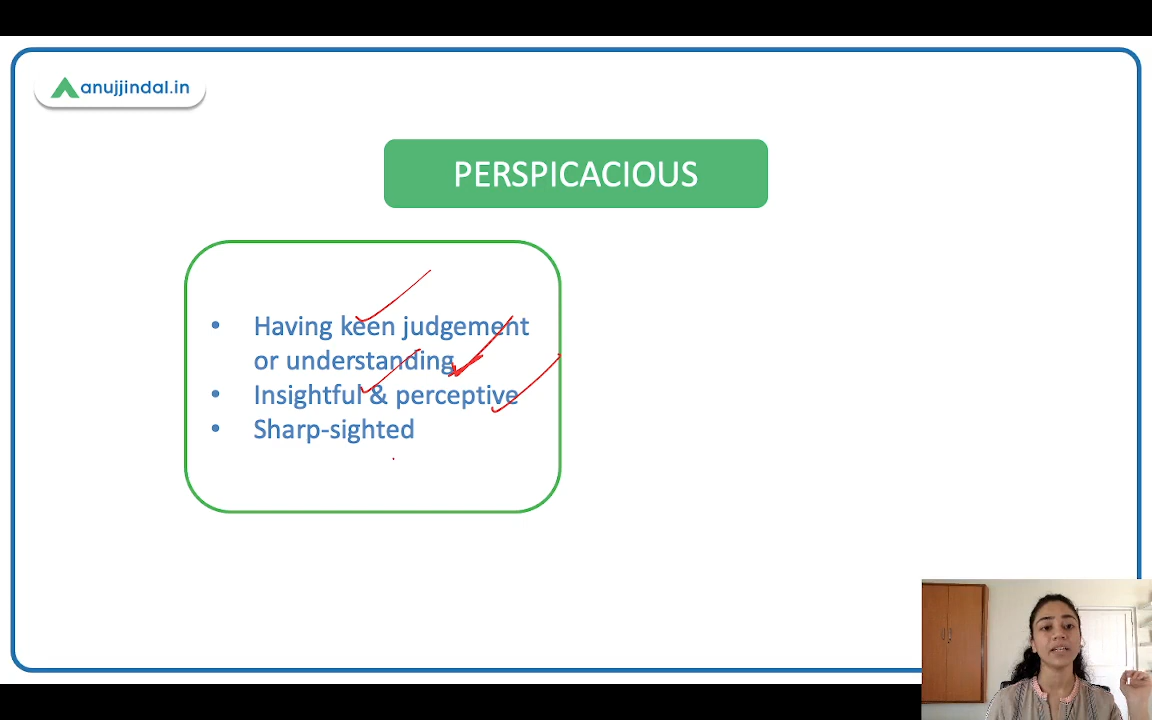 anujjindal.in
PERSPICACIOUS
• Having keen judgement
or understanding
• Insightful & perceptive
• Sharp-sighted